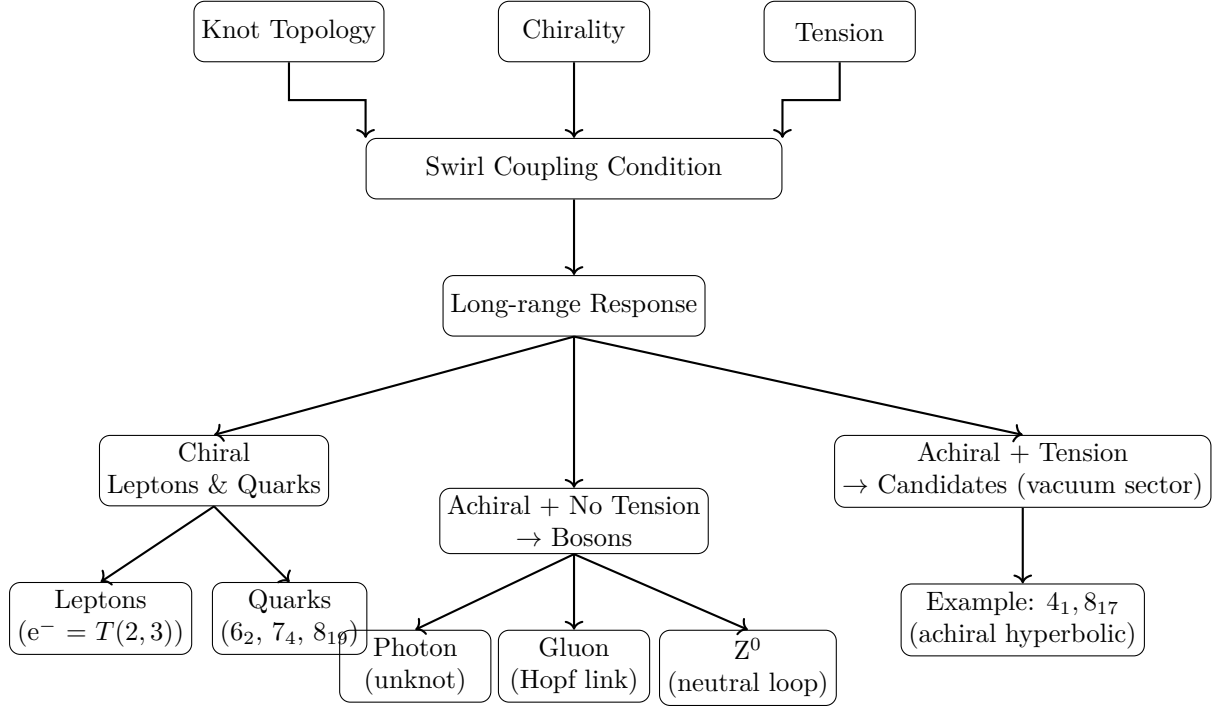 Knot Topology
Chirality
Tension
Swirl Coupling Condition
Long-range Response
Chiral
Leptons & Quarks
Achiral + No Tension
→ Bosons
Achiral + Tension
→ Candidates (vacuum sector)
Leptons
(e⁻ = T(2, 3))
Quarks
(6₂, 7₄, 8₁₉)
Photon
(unknot)
Gluon
(Hopf link)
Z⁰
(neutral loop)
Example: 4₁, 8₁₇
(achiral hyperbolic)